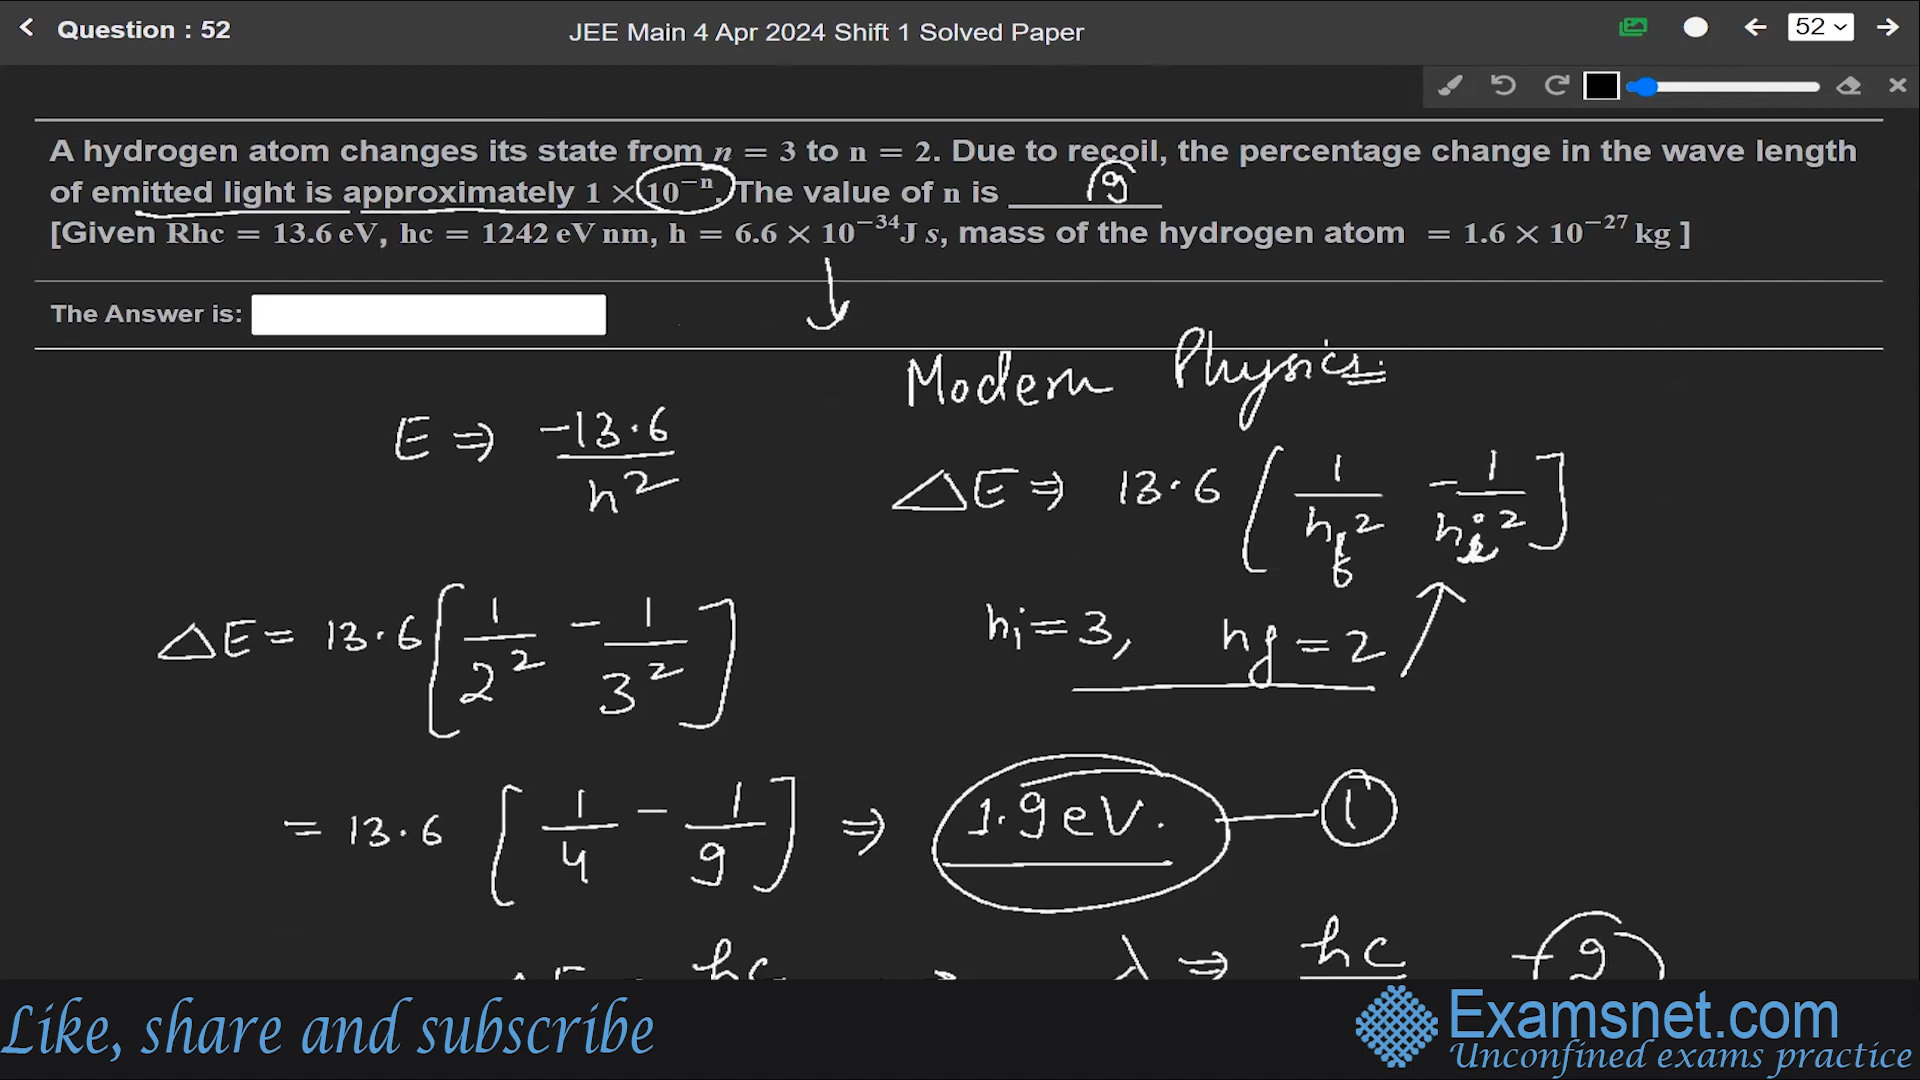 Question : 52
JEE Main 4 Apr 2024 Shift 1 Solved Paper
52
A hydrogen atom changes its state from n = 3 to n = 2. Due to recoil, the percentage change in the wave length
of emitted light is approximately 1 × 10⁻ⁿ. The value of n is ______ 9
[Given Rhc = 13.6 eV, hc = 1242 eV nm, h = 6.6 × 10⁻³⁴ J s, mass of the hydrogen atom = 1.6 × 10⁻²⁷ kg ]
The Answer is:
Modern Physics.
E ⇒ -13.6/n²
ΔE ⇒ 13.6 [ 1/n_f² - 1/n_i² ]
ΔE = 13.6 [ 1/2² - 1/3² ]
n_i = 3, n_f = 2
= 13.6 [ 1/4 - 1/9 ] ⇒ 1.9 eV. — 1
hc λ ⇒ hc 9
Like, share and subscribe
Examsnet.com
Unconfined exams practice